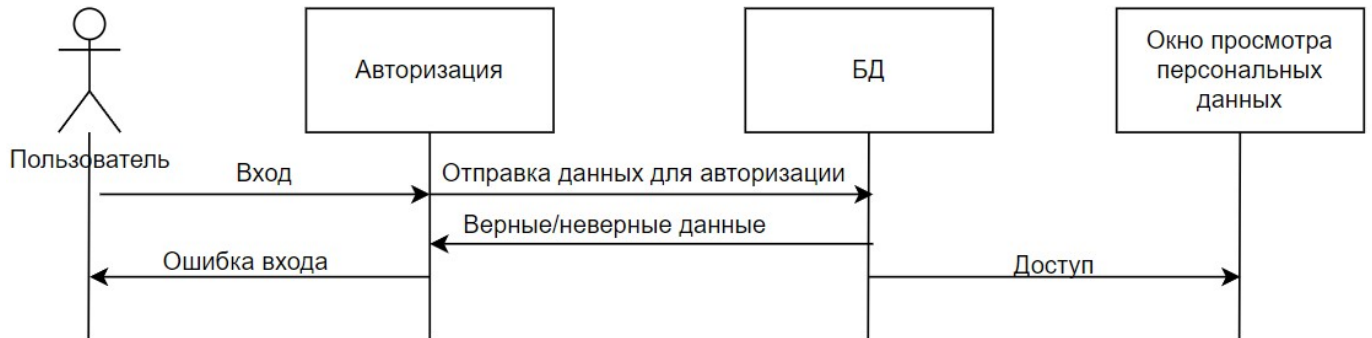 Авторизация
БД
Окно просмотра
персональных
данных
Пользователь
Вход
Отправка данных для авторизации
Верные/неверные данные
Ошибка входа
Доступ